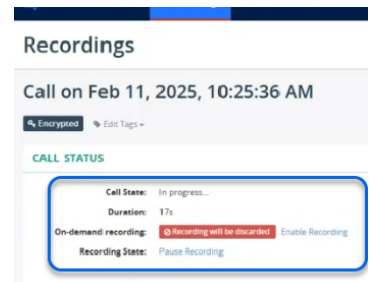 Recordings
Call on Feb 11, 2025, 10:25:36 AM
Encrypted Edit Tags
CALL STATUS
Call State: In progress...
Duration: 17s
On-demand recording: Recording will be discarded Enable Recording
Recording State: Pause Recording